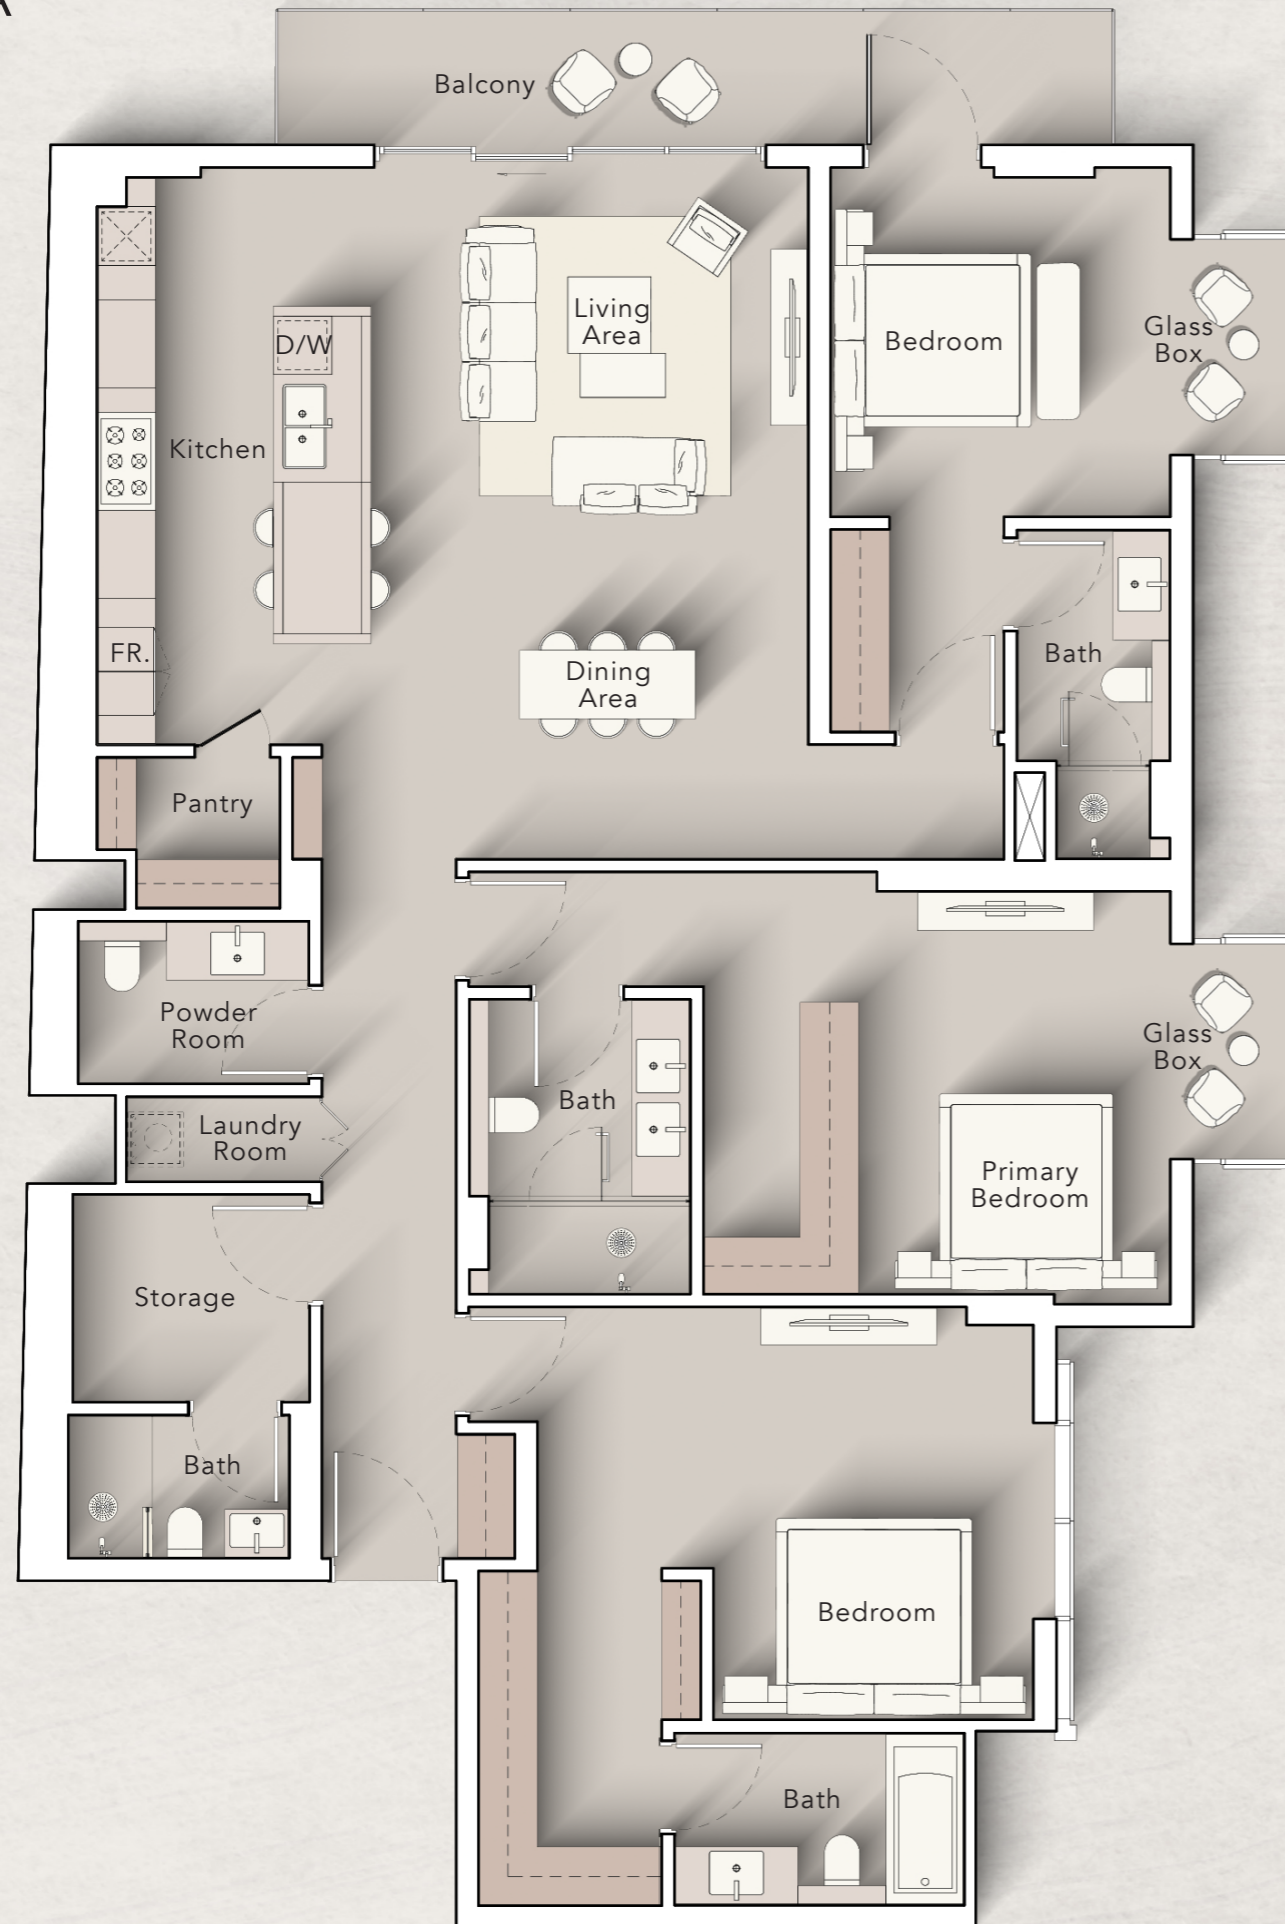 Balcony
Living
Area
D/W
Bedroom
Glass
Box
Kitchen
FR.
Dining
Area
Bath
Pantry
Powder
Room
Glass
Box
Bath
Laundry
Room
Primary
Bedroom
Storage
Bath
Bedroom
Bath